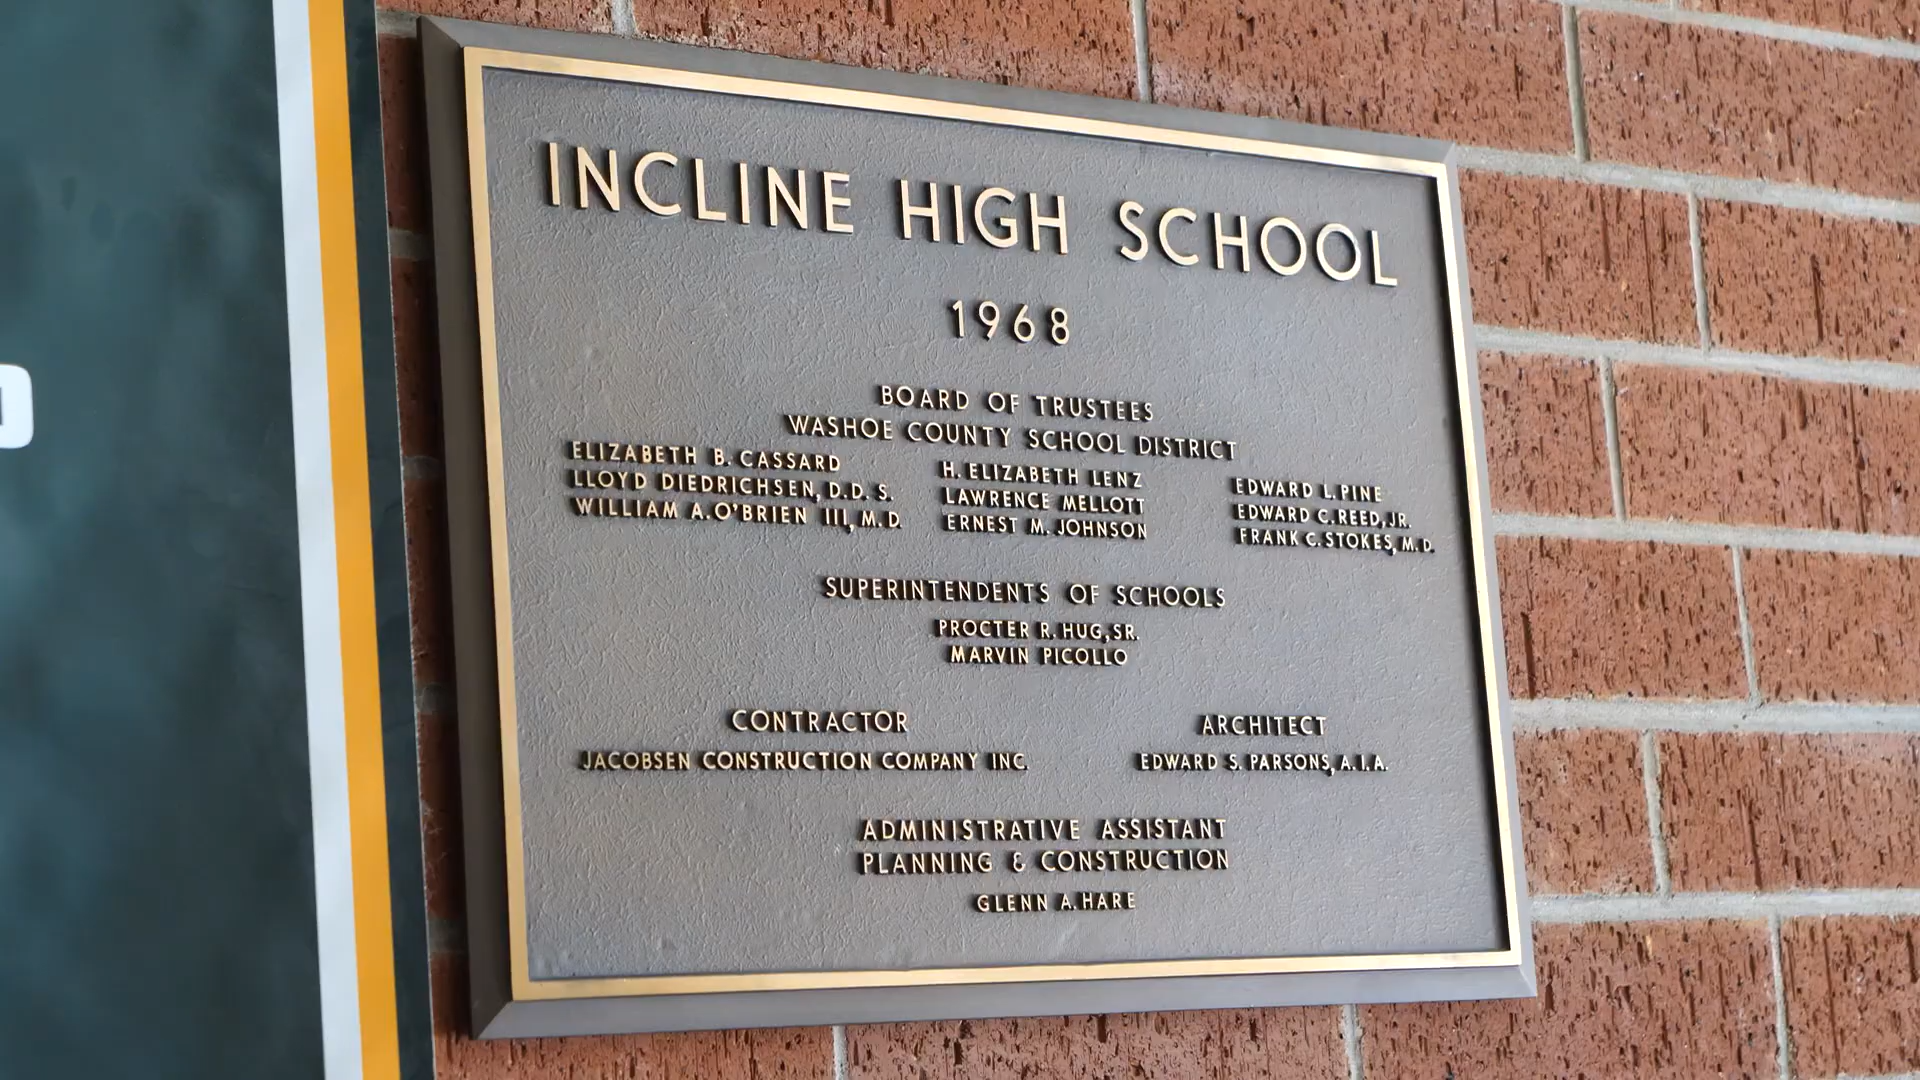 INCLINE HIGH SCHOOL
1968
BOARD OF TRUSTEES
WASHOE COUNTY SCHOOL DISTRICT
ELIZABETH B. CASSARD
LLOYD DIEDRICHSEN, D.D.S.
WILLIAM A. O'BRIEN III, M.D.
H. ELIZABETH LENZ
LAWRENCE MELLOTT
ERNEST M. JOHNSON
EDWARD L. PINE
EDWARD C. REED, JR.
FRANK C. STOKES, M.D.
SUPERINTENDENTS OF SCHOOLS
PROCTER R. HUG, SR.
MARVIN PICOLLO
CONTRACTOR
JACOBSEN CONSTRUCTION COMPANY INC.
ARCHITECT
EDWARD S. PARSONS, A.I.A.
ADMINISTRATIVE ASSISTANT
PLANNING & CONSTRUCTION
GLENN A. HARE